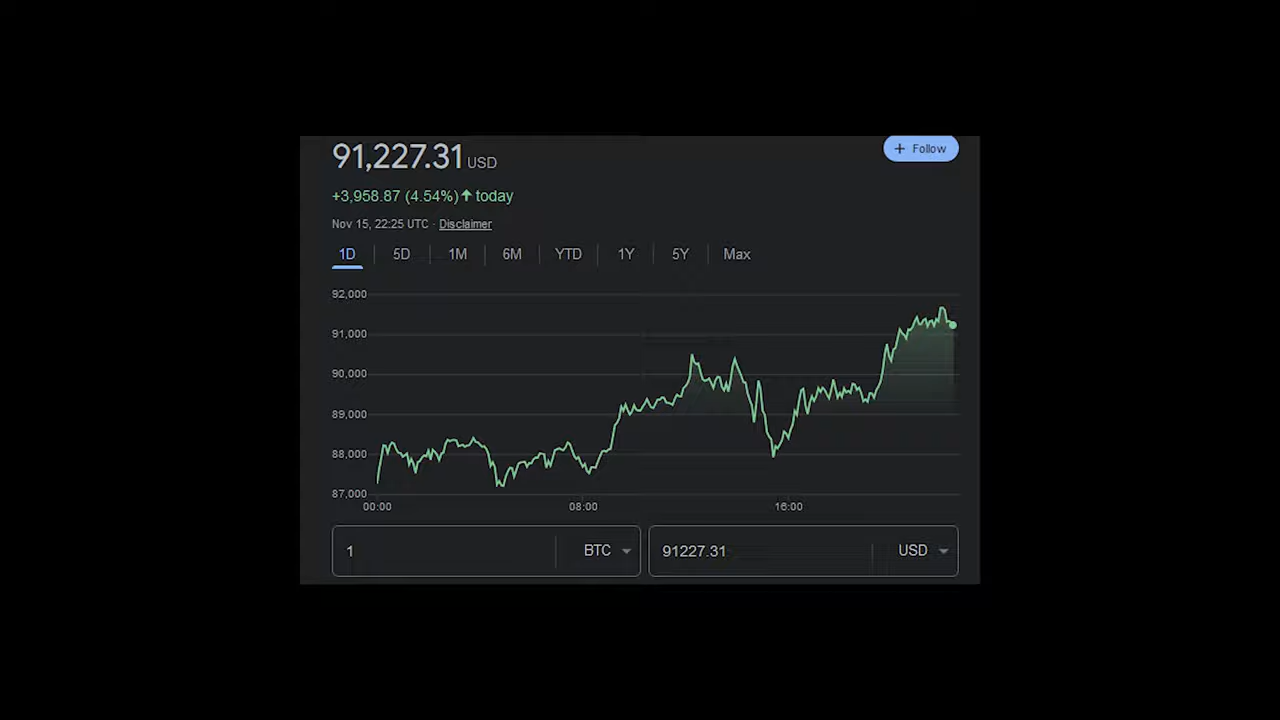 91,227.31 USD
+ Follow
+3,958.87 (4.54%) ↑ today
Nov 15, 22:25 UTC · Disclaimer
1D 5D 1M 6M YTD 1Y 5Y Max
92,000
91,000
90,000
89,000
88,000
87,000
00:00 08:00 16:00
1 BTC 91227.31 USD